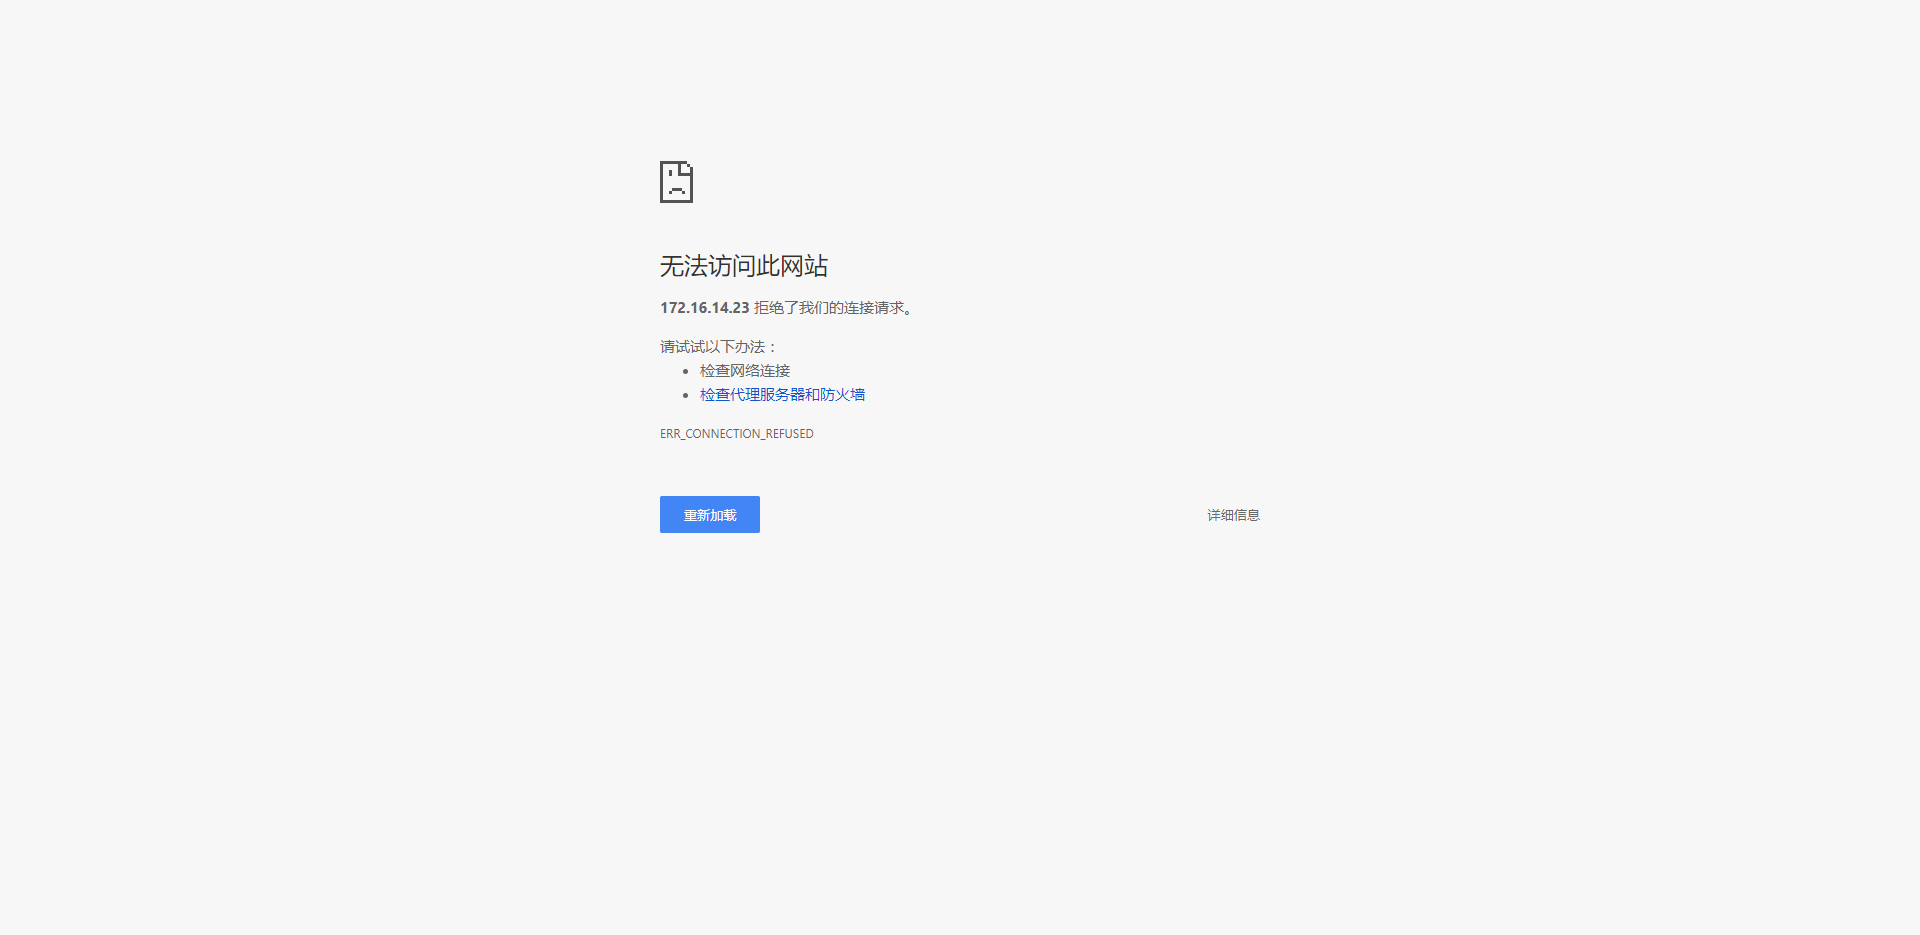 无法访问此网站
172.16.14.23 拒绝了我们的连接请求。
请试试以下办法：
检查网络连接
检查代理服务器和防火墙
ERR_CONNECTION_REFUSED
重新加载
详细信息